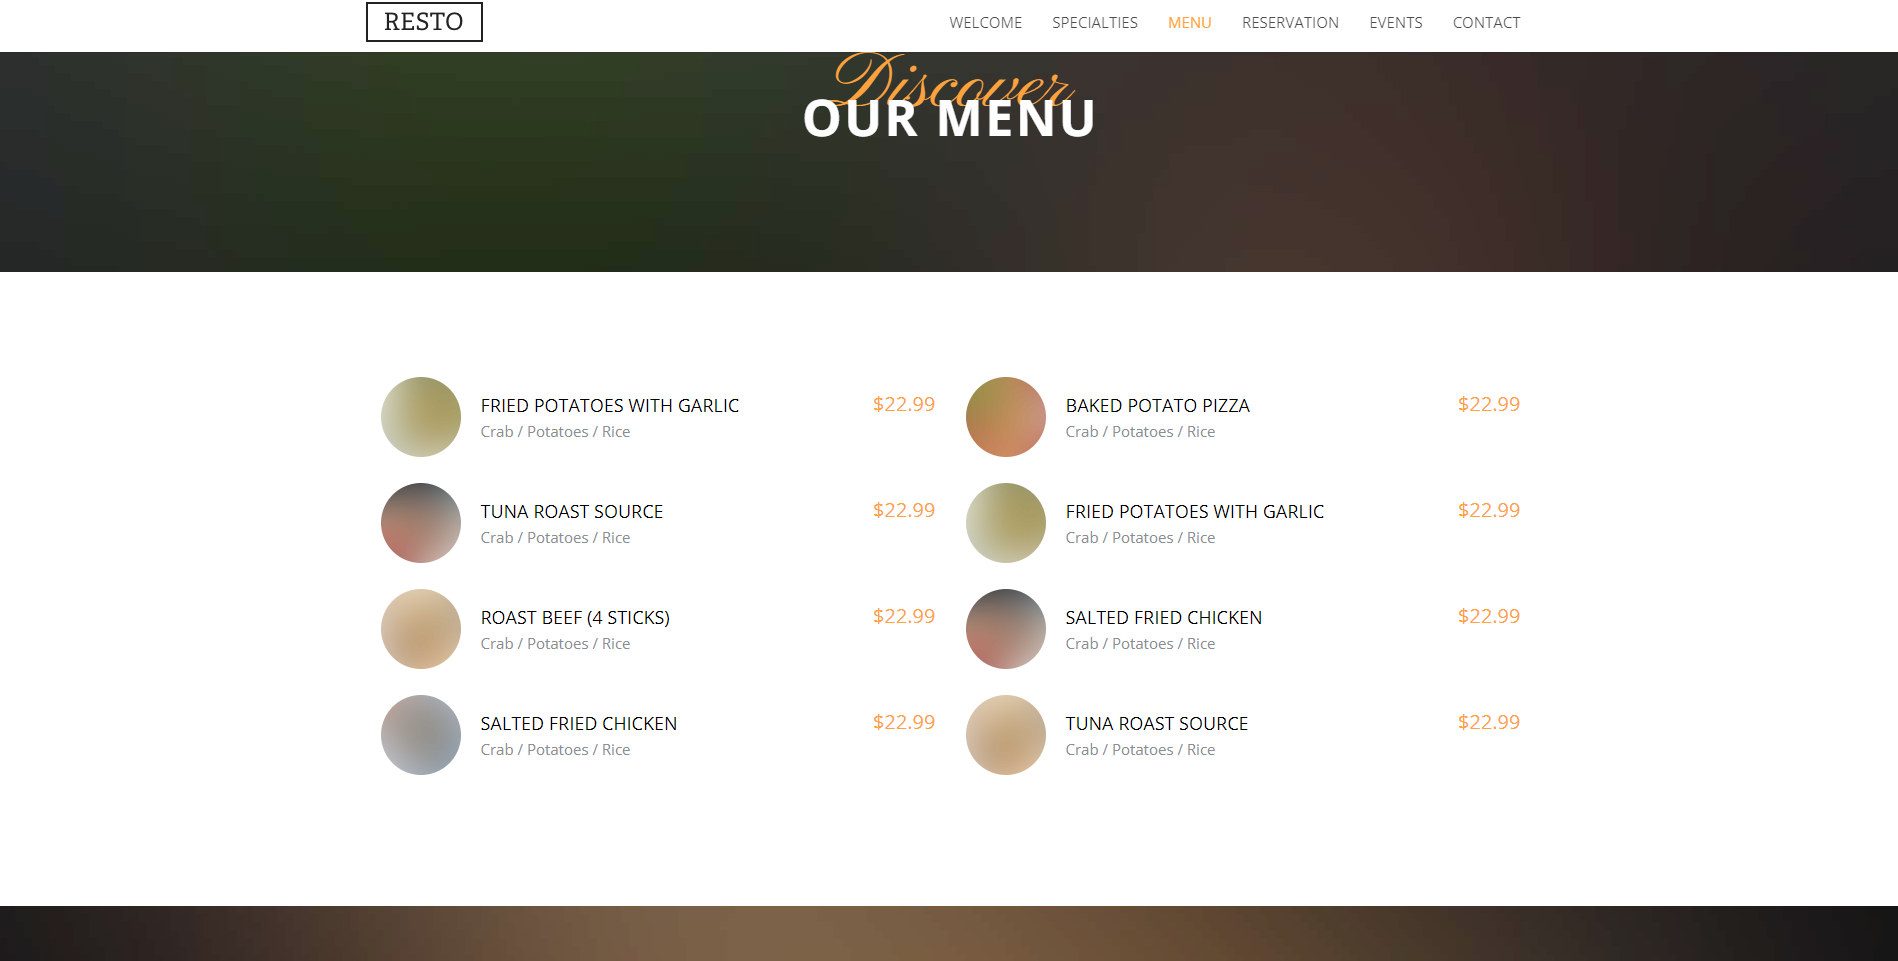 RESTO
WELCOME SPECIALTIES MENU RESERVATION EVENTS CONTACT
Discover
OUR MENU
FRIED POTATOES WITH GARLIC $22.99
Crab / Potatoes / Rice
TUNA ROAST SOURCE $22.99
Crab / Potatoes / Rice
ROAST BEEF (4 STICKS) $22.99
Crab / Potatoes / Rice
SALTED FRIED CHICKEN $22.99
Crab / Potatoes / Rice
BAKED POTATO PIZZA $22.99
Crab / Potatoes / Rice
FRIED POTATOES WITH GARLIC $22.99
Crab / Potatoes / Rice
SALTED FRIED CHICKEN $22.99
Crab / Potatoes / Rice
TUNA ROAST SOURCE $22.99
Crab / Potatoes / Rice